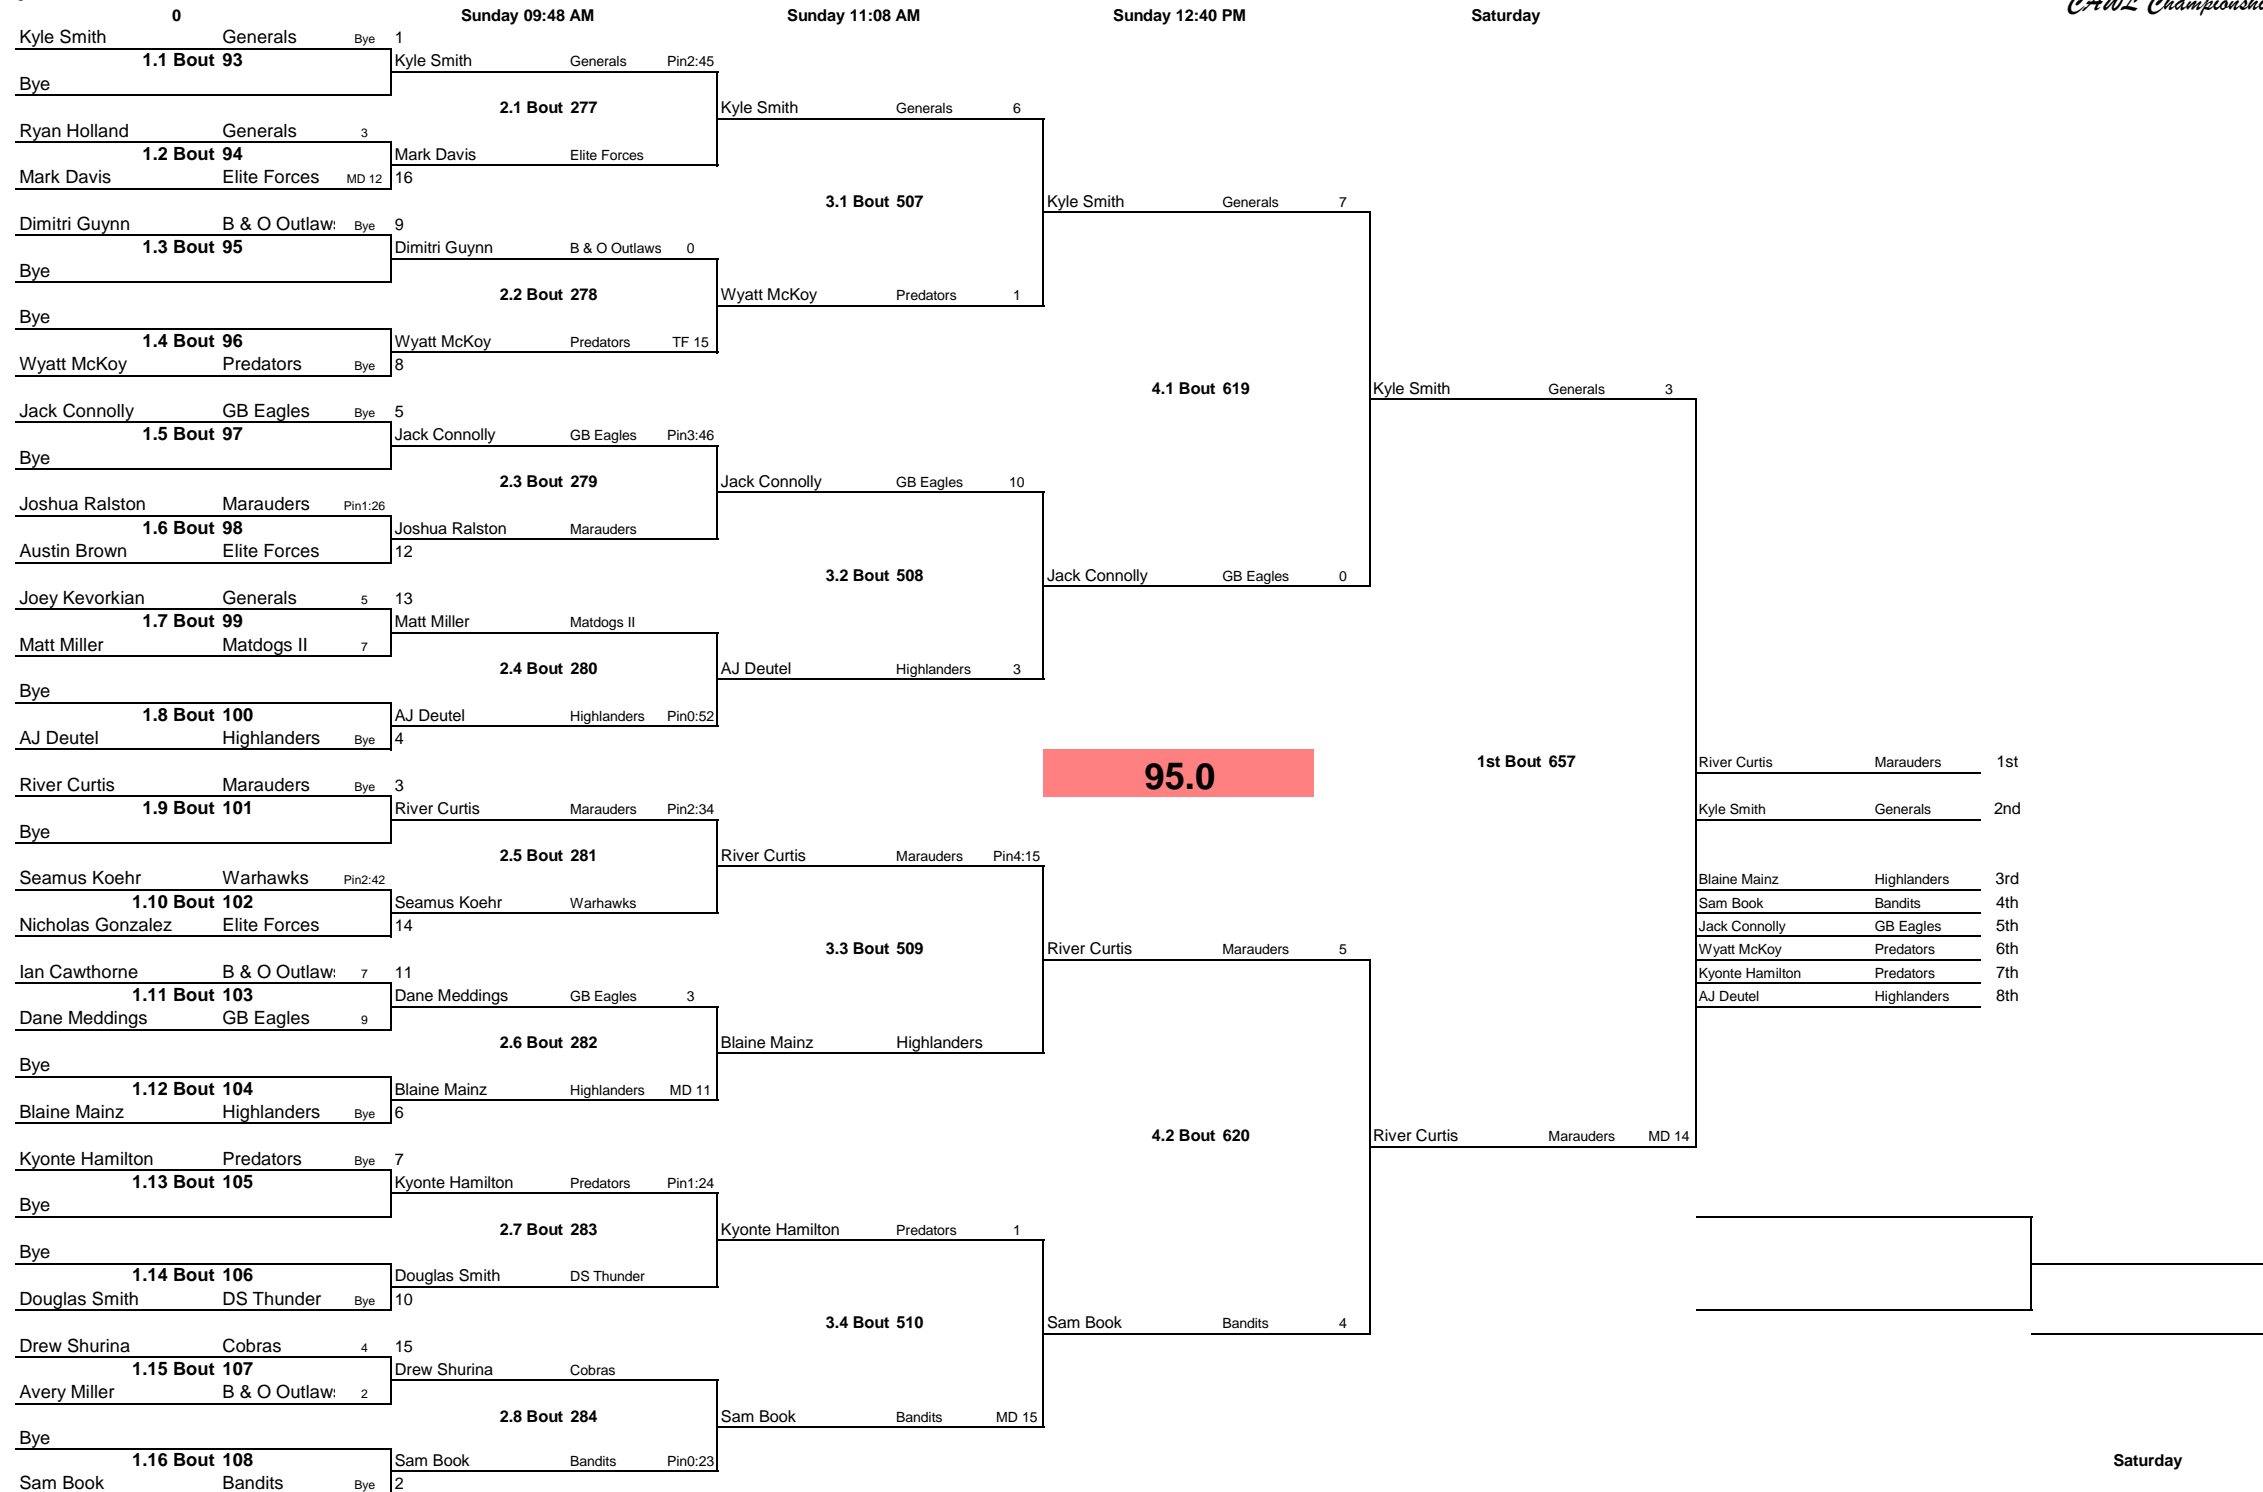 0 Sunday 09:48 AM Sunday 11:08 AM Sunday 12:40 PM Saturday
CAWL
Kyle Smith Generals Bye 1
1.1 Bout 93
Kyle Smith Generals Pin2:45
Bye
2.1 Bout 277
Kyle Smith Generals 6
Ryan Holland Generals 3
1.2 Bout 94
Mark Davis Elite Forces
Mark Davis Elite Forces MD 12 16
3.1 Bout 507
Kyle Smith Generals 7
Dimitri Guynn B & O Outlaws Bye 9
1.3 Bout 95
Dimitri Guynn B & O Outlaws 0
Bye
2.2 Bout 278
Wyatt McKoy Predators 1
Bye
1.4 Bout 96
Wyatt McKoy Predators TF 15
Wyatt McKoy Predators Bye 8
4.1 Bout 619
Kyle Smith Generals 3
Jack Connolly GB Eagles Bye 5
1.5 Bout 97
Jack Connolly GB Eagles Pin3:46
Bye
2.3 Bout 279
Jack Connolly GB Eagles 10
Joshua Ralston Marauders Pin1:26
1.6 Bout 98
Joshua Ralston Marauders
Austin Brown Elite Forces 12
3.2 Bout 508
Jack Connolly GB Eagles 0
Joey Kevorkian Generals 5 13
1.7 Bout 99
Matt Miller Matdogs II
Matt Miller Matdogs II 7
2.4 Bout 280
AJ Deutel Highlanders 3
Bye
1.8 Bout 100
AJ Deutel Highlanders Pin0:52
AJ Deutel Highlanders Bye 4
95.0
1st Bout 657
River Curtis Marauders 1st
River Curtis Marauders Bye 3
1.9 Bout 101
River Curtis Marauders Pin2:34
Kyle Smith Generals 2nd
Bye
2.5 Bout 281
River Curtis Marauders Pin4:15
Seamus Koehr Warhawks Pin2:42
Blaine Mainz Highlanders 3rd
1.10 Bout 102
Seamus Koehr Warhawks
Sam Book Bandits 4th
Nicholas Gonzalez Elite Forces 14
Jack Connolly GB Eagles 5th
3.3 Bout 509
River Curtis Marauders 5
Wyatt McKoy Predators 6th
Ian Cawthorne B & O Outlaws 7 11
Kyonte Hamilton Predators 7th
1.11 Bout 103
Dane Meddings GB Eagles 3
AJ Deutel Highlanders 8th
Dane Meddings GB Eagles 9
2.6 Bout 282
Blaine Mainz Highlanders
Bye
1.12 Bout 104
Blaine Mainz Highlanders MD 11
Blaine Mainz Highlanders Bye 6
4.2 Bout 620
River Curtis Marauders MD 14
Kyonte Hamilton Predators Bye 7
1.13 Bout 105
Kyonte Hamilton Predators Pin1:24
Bye
2.7 Bout 283
Kyonte Hamilton Predators 1
Bye
1.14 Bout 106
Douglas Smith DS Thunder
Douglas Smith DS Thunder Bye 10
3.4 Bout 510
Sam Book Bandits 4
Drew Shurina Cobras 4 15
1.15 Bout 107
Drew Shurina Cobras
Avery Miller B & O Outlaws 2
2.8 Bout 284
Sam Book Bandits MD 15
Bye
1.16 Bout 108
Sam Book Bandits Pin0:23
Saturday
Sam Book Bandits Bye 2